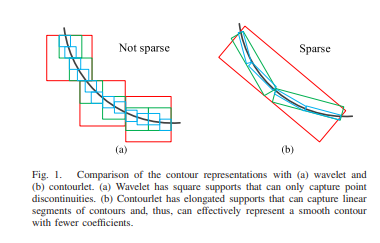 Not sparse
Sparse
(a)
(b)
Fig. 1. Comparison of the contour representations with (a) wavelet and
(b) contourlet. (a) Wavelet has square supports that can only capture point
discontinuities. (b) Contourlet has elongated supports that can capture linear
segments of contours and, thus, can effectively represent a smooth contour
with fewer coefficients.